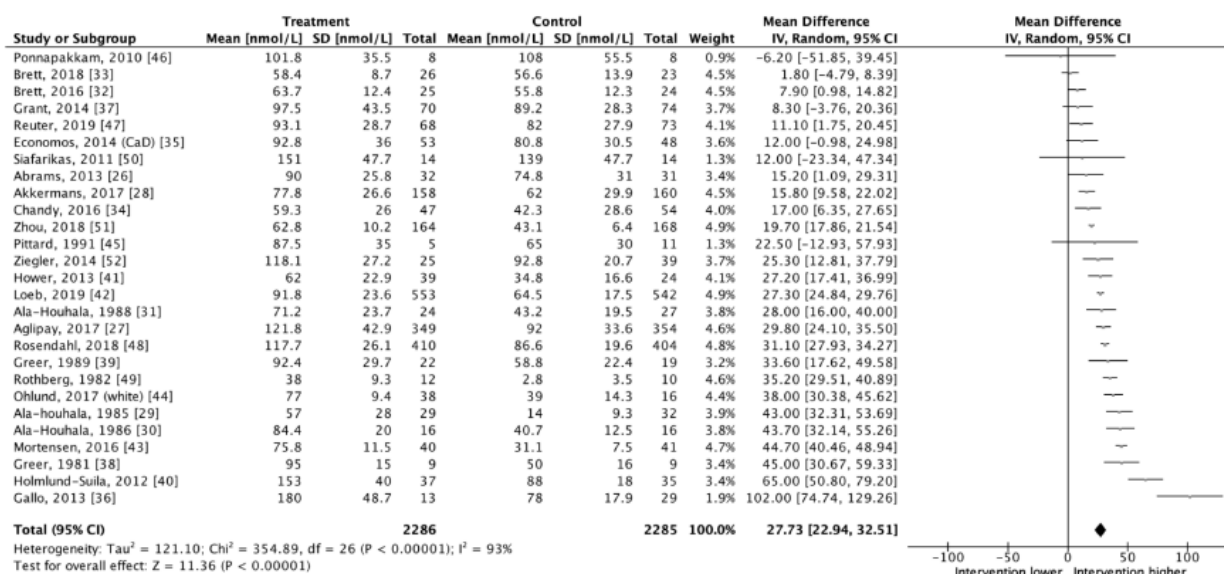 Treatment Control Mean Difference Mean Difference
Study or Subgroup Mean [nmol/L] SD [nmol/L] Total Mean [nmol/L] SD [nmol/L] Total Weight IV, Random, 95% CI IV, Random, 95% CI
Ponnapakkam, 2010 [46] 101.8 35.5 8 108 55.5 8 0.9% −6.20 [−51.85, 39.45]
Brett, 2018 [33] 58.4 8.7 26 56.6 13.9 23 4.5% 1.80 [−4.79, 8.39]
Brett, 2016 [32] 63.7 12.4 25 55.8 12.3 24 4.5% 7.90 [0.98, 14.82]
Grant, 2014 [37] 97.5 43.5 70 89.2 28.3 74 3.7% 8.30 [−3.76, 20.36]
Reuter, 2019 [47] 93.1 28.7 68 82 27.9 73 4.1% 11.10 [1.75, 20.45]
Economos, 2014 (CaD) [35] 92.8 36 53 80.8 30.5 48 3.6% 12.00 [−0.98, 24.98]
Siafarikas, 2011 [50] 151 47.7 14 139 47.7 14 1.3% 12.00 [−23.34, 47.34]
Abrams, 2013 [26] 90 25.8 32 74.8 31 31 3.4% 15.20 [1.09, 29.31]
Akkermans, 2017 [28] 77.8 26.6 158 62 29.9 160 4.5% 15.80 [9.58, 22.02]
Chandy, 2016 [34] 59.3 26 47 42.3 28.6 54 4.0% 17.00 [6.35, 27.65]
Zhou, 2018 [51] 62.8 10.2 164 43.1 6.4 168 4.9% 19.70 [17.86, 21.54]
Pittard, 1991 [45] 87.5 35 5 65 30 11 1.3% 22.50 [−12.93, 57.93]
Ziegler, 2014 [52] 118.1 27.2 25 92.8 20.7 39 3.6% 25.30 [12.81, 37.79]
Hower, 2013 [41] 62 22.9 39 34.8 16.6 24 4.1% 27.20 [17.41, 36.99]
Loeb, 2019 [42] 91.8 23.6 553 64.5 17.5 542 4.9% 27.30 [24.84, 29.76]
Ala-Houhala, 1988 [31] 71.2 23.7 24 43.2 19.5 27 3.7% 28.00 [16.00, 40.00]
Aglipay, 2017 [27] 121.8 42.9 349 92 33.6 354 4.6% 29.80 [24.10, 35.50]
Rosendahl, 2018 [48] 117.7 26.1 410 86.6 19.6 404 4.8% 31.10 [27.93, 34.27]
Greer, 1989 [39] 92.4 29.7 22 58.8 22.4 19 3.2% 33.60 [17.62, 49.58]
Rothberg, 1982 [49] 38 9.3 12 2.8 3.5 10 4.6% 35.20 [29.51, 40.89]
Ohlund, 2017 (white) [44] 77 9.4 38 39 14.3 16 4.4% 38.00 [30.38, 45.62]
Ala-houhala, 1985 [29] 57 28 29 14 9.3 32 4.0% 43.00 [32.31, 53.69]
Ala-Houhala, 1986 [30] 84.4 20 16 40.7 12.5 16 3.8% 43.70 [32.14, 55.26]
Mortensen, 2016 [43] 75.8 11.5 40 31.1 7.5 41 4.7% 44.70 [40.46, 48.94]
Greer, 1981 [38] 95 15 9 50 16 9 3.4% 45.00 [30.67, 59.33]
Holmlund-Suila, 2012 [40] 153 40 37 88 18 35 3.4% 65.00 [50.80, 79.20]
Gallo, 2013 [36] 180 48.7 13 78 17.9 29 1.9% 102.00 [74.74, 129.26]
Total (95% CI) 2286 2285 100.0% 27.73 [22.94, 32.51]
Heterogeneity: Tau² = 121.10; Chi² = 354.89, df = 26 (P < 0.00001); I² = 93%
Test for overall effect: Z = 11.36 (P < 0.00001)
−100 −50 0 50 100
Intervention lower Intervention higher